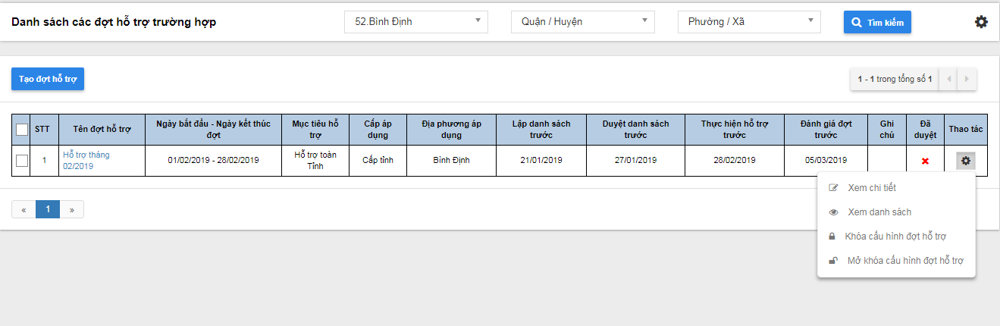 Danh sách các đợt hỗ trợ trường hợp
52.Bình Định
Quận / Huyện
Phường / Xã
Tìm kiếm
Tạo đợt hỗ trợ
1 - 1 trong tổng số 1
STT
Tên đợt hỗ trợ
Ngày bắt đầu - Ngày kết thúc
đợt
Mục tiêu hỗ
trợ
Cấp áp
dụng
Địa phương áp
dụng
Lập danh sách
trước
Duyệt danh sách
trước
Thực hiện hỗ trợ
trước
Đánh giá đợt
trước
Ghi
chú
Đã
duyệt
Thao tác
1
Hỗ trợ tháng
02/2019
01/02/2019 - 28/02/2019
Hỗ trợ toàn
Tỉnh
Cấp tỉnh
Bình Định
21/01/2019
27/01/2019
28/02/2019
05/03/2019
Xem chi tiết
Xem danh sách
Khóa cấu hình đợt hỗ trợ
Mở khóa cấu hình đợt hỗ trợ
« 1 »